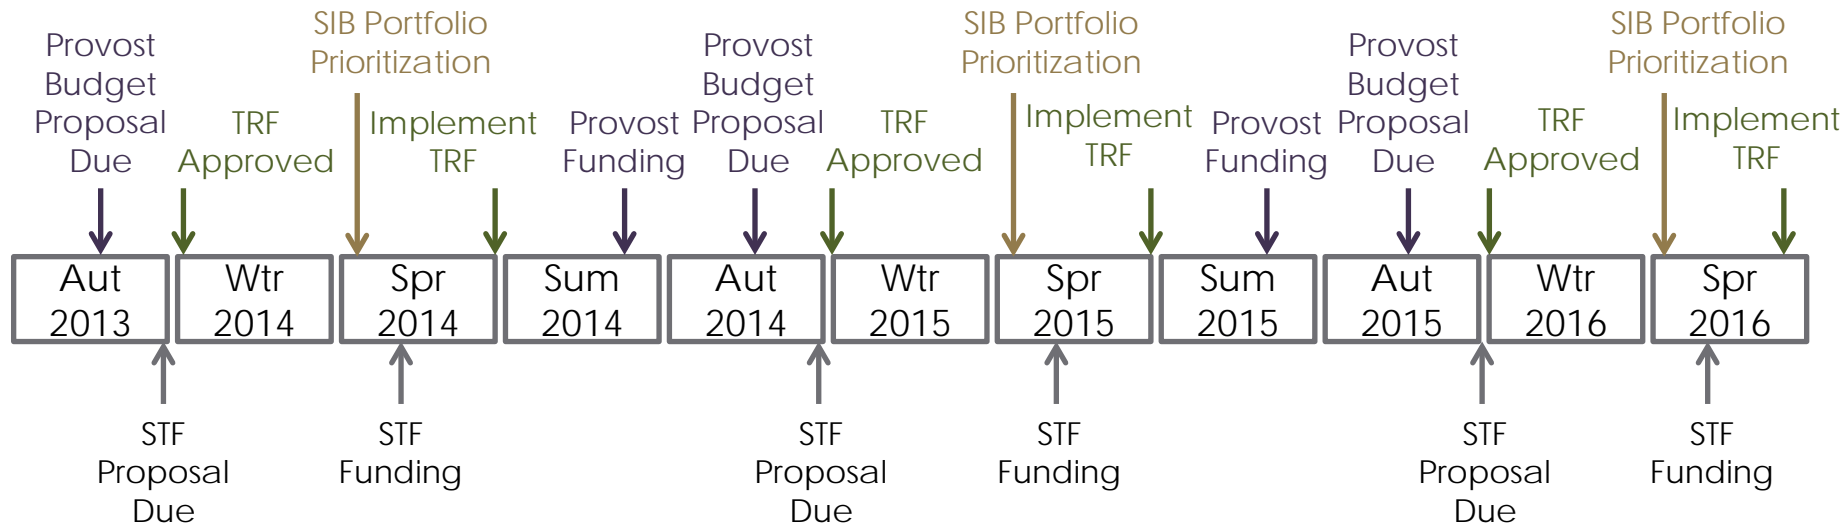 SIB Portfolio
Prioritization
SIB Portfolio
Prioritization
SIB Portfolio
Prioritization
Provost
Budget
Proposal
Due
TRF
Approved
Implement
TRF
Provost
Funding
Provost
Budget
Proposal
Due
TRF
Approved
Implement
TRF
Provost
Funding
Provost
Budget
Proposal
Due
TRF
Approved
Implement
TRF
Aut
2013
Wtr
2014
Spr
2014
Sum
2014
Aut
2014
Wtr
2015
Spr
2015
Sum
2015
Aut
2015
Wtr
2016
Spr
2016
STF
Proposal
Due
STF
Funding
STF
Proposal
Due
STF
Funding
STF
Proposal
Due
STF
Funding